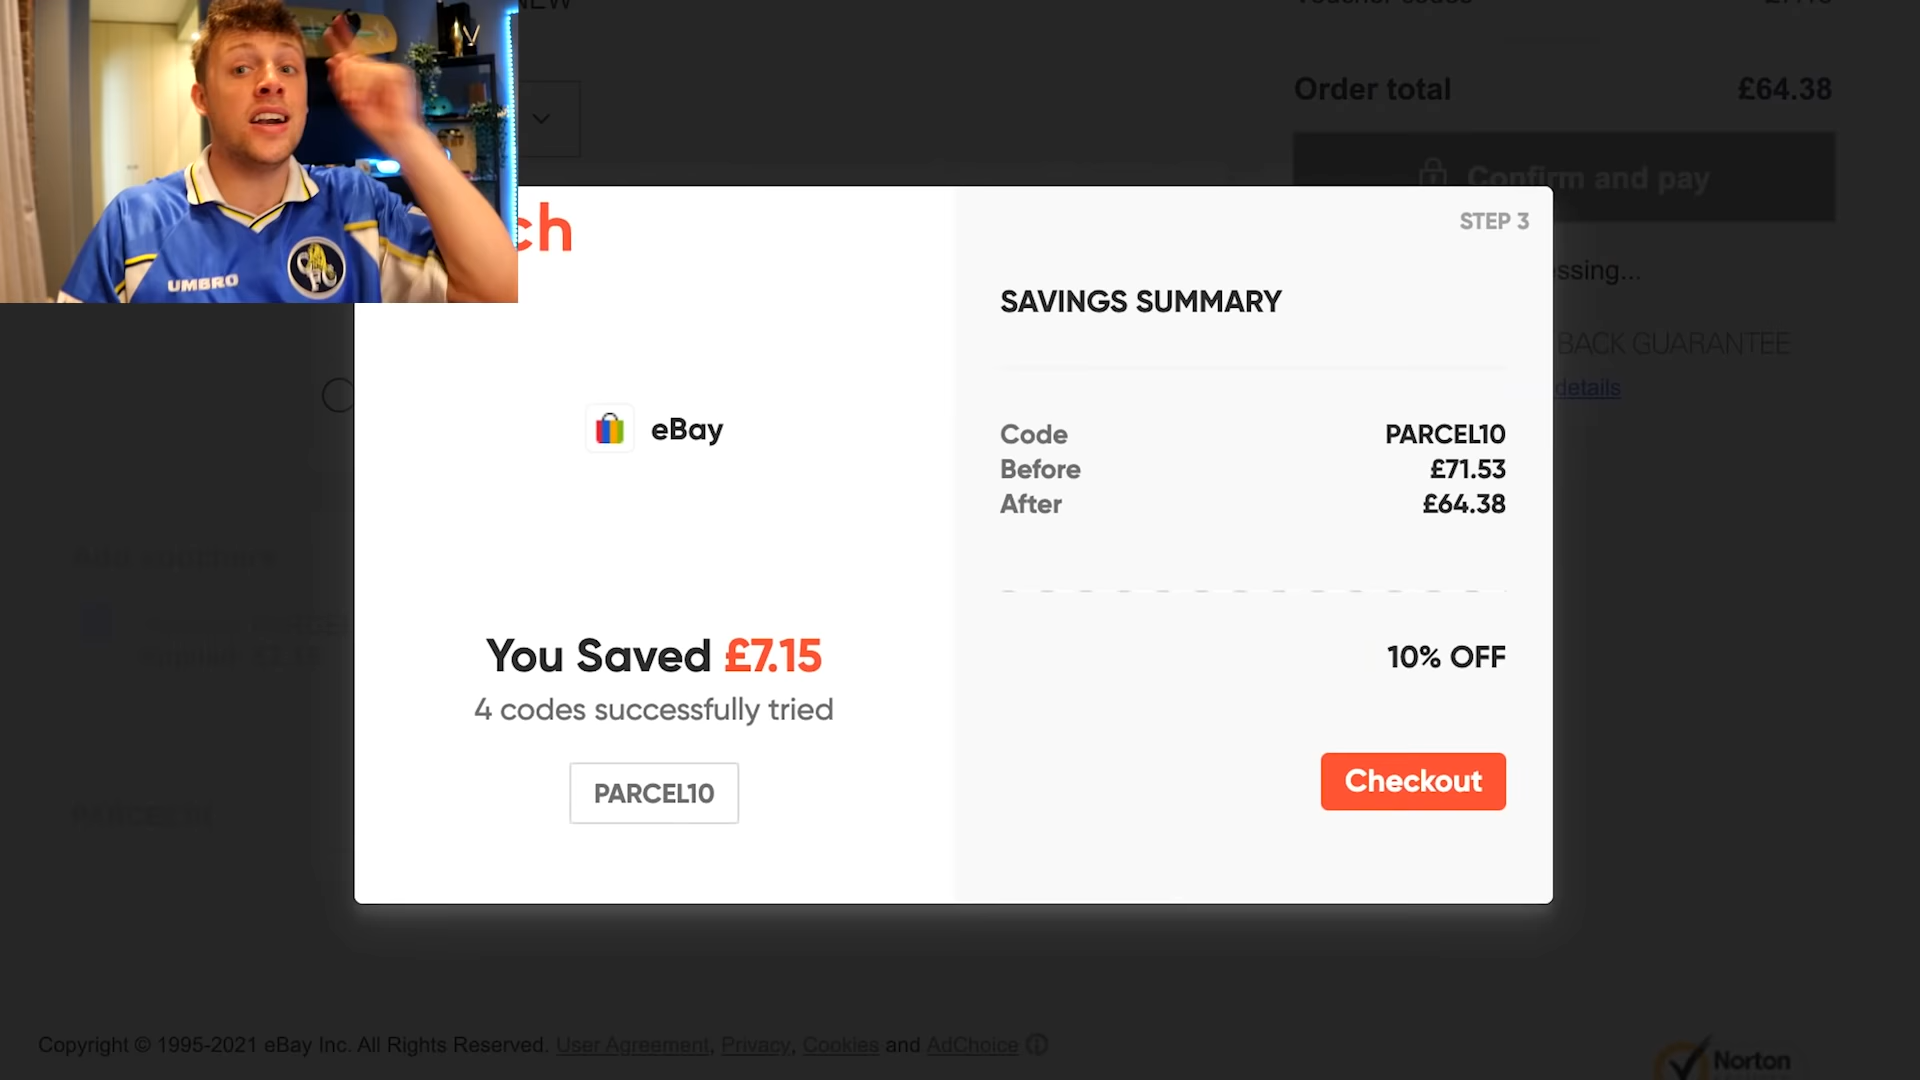 Order total £64.38
Confirm and pay
UMBRO
ch
STEP 3
essing...
SAVINGS SUMMARY
BACK GUARANTEE
details
eBay
Code PARCEL10
Before £71.53
After £64.38
You Saved £7.15
10% OFF
4 codes successfully tried
Checkout
PARCEL10
Copyright © 1995-2021 eBay Inc. All Rights Reserved. User Agreement, Privacy, Cookies and AdChoice
Norton